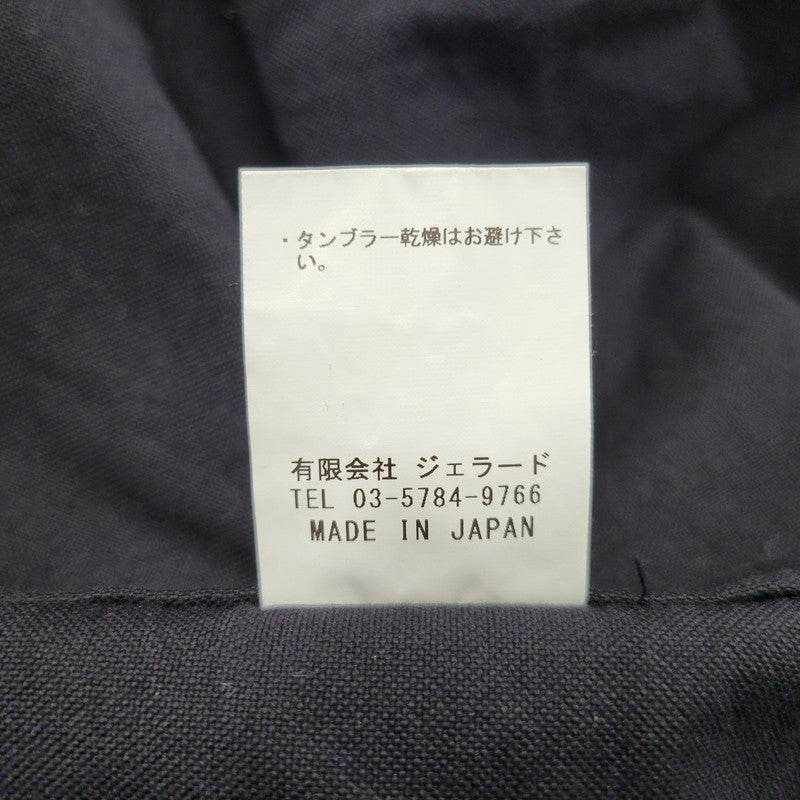 ・タンブラー乾燥はお避け下さ
い。
有限会社 ジェラード
TEL 03-5784-9766
MADE IN JAPAN